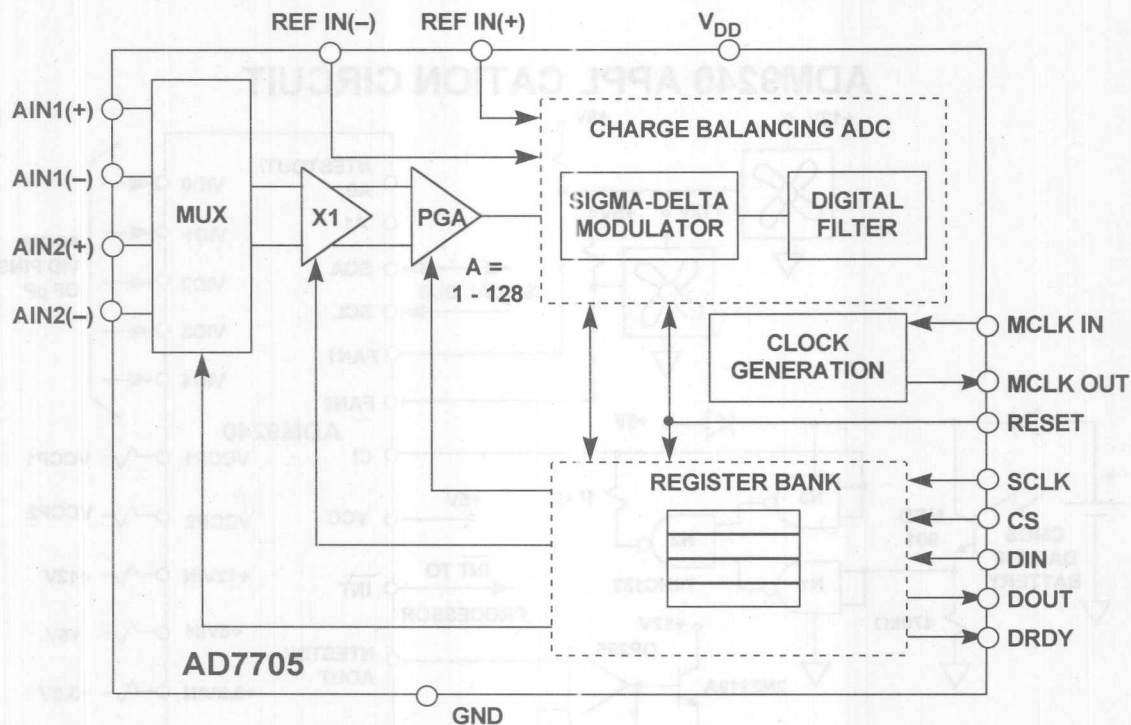 REF IN(–)
REF IN(+)
VDD
AIN1(+)
AIN1(–)
AIN2(+)
AIN2(–)
MUX
X1
PGA
A =
1 - 128
CHARGE BALANCING ADC
SIGMA-DELTA
MODULATOR
DIGITAL
FILTER
CLOCK
GENERATION
MCLK IN
MCLK OUT
RESET
REGISTER BANK
SCLK
CS
DIN
DOUT
DRDY
AD7705
GND